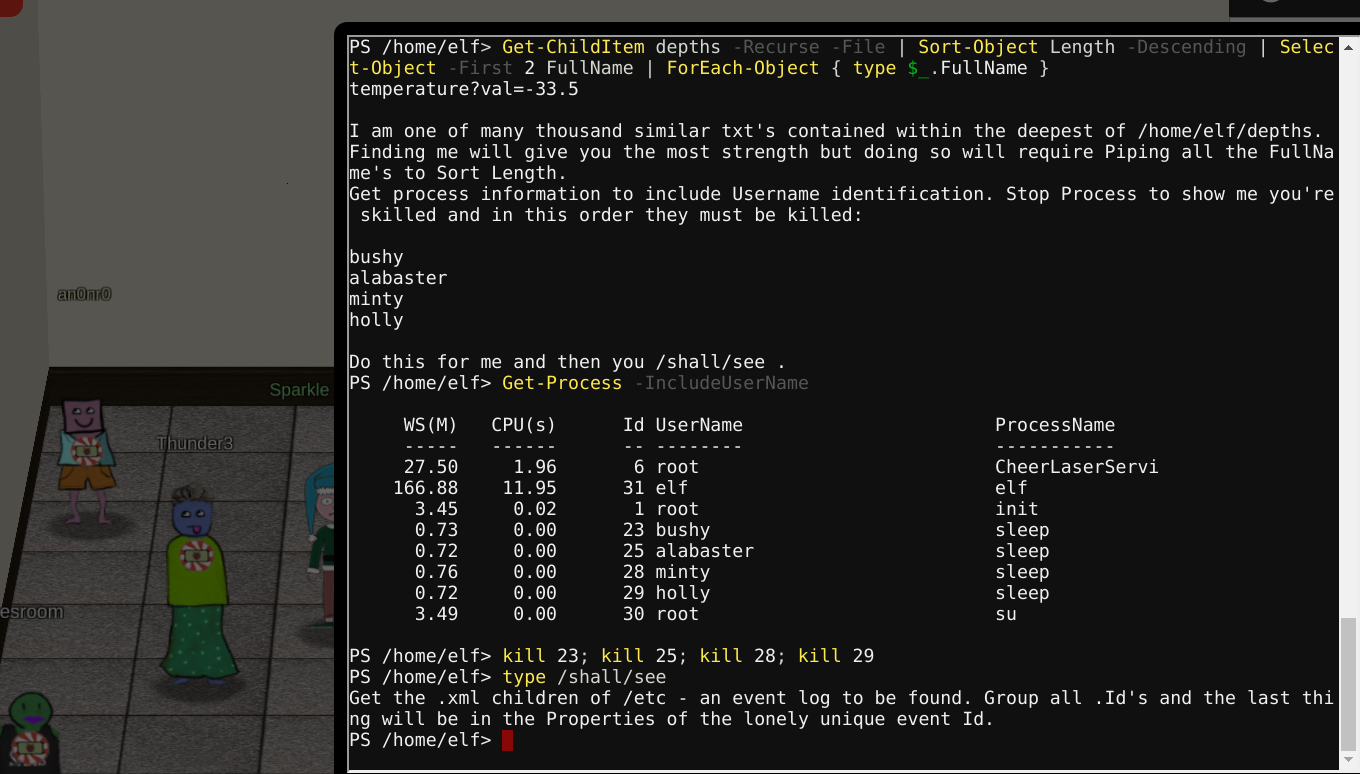 PS /home/elf> Get-ChildItem depths -Recurse -File | Sort-Object Length -Descending | Selec
t-Object -First 2 FullName | ForEach-Object { type $_.FullName }
temperature?val=-33.5
I am one of many thousand similar txt's contained within the deepest of /home/elf/depths.
Finding me will give you the most strength but doing so will require Piping all the FullNa
me's to Sort Length.
Get process information to include Username identification. Stop Process to show me you're
 skilled and in this order they must be killed:
bushy
alabaster
minty
holly
Do this for me and then you /shall/see .
PS /home/elf> Get-Process -IncludeUserName
WS(M) CPU(s) Id UserName ProcessName
----- ------ -- -------- -----------
27.50 1.96 6 root CheerLaserServi
166.88 11.95 31 elf elf
3.45 0.02 1 root init
0.73 0.00 23 bushy sleep
0.72 0.00 25 alabaster sleep
0.76 0.00 28 minty sleep
0.72 0.00 29 holly sleep
3.49 0.00 30 root su
PS /home/elf> kill 23; kill 25; kill 28; kill 29
PS /home/elf> type /shall/see
Get the .xml children of /etc - an event log to be found. Group all .Id's and the last thi
ng will be in the Properties of the lonely unique event Id.
PS /home/elf>
an0nr0
Sparkle
Thunder3
esroom